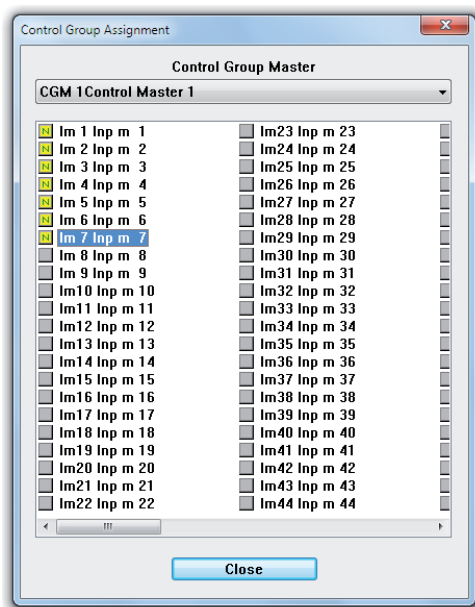 Control Group Assignment
Control Group Master
CGM 1Control Master 1
N Im 1 Inp m 1
N Im 2 Inp m 2
N Im 3 Inp m 3
N Im 4 Inp m 4
N Im 5 Inp m 5
N Im 6 Inp m 6
N Im 7 Inp m 7
Im 8 Inp m 8
Im 9 Inp m 9
Im10 Inp m 10
Im11 Inp m 11
Im12 Inp m 12
Im13 Inp m 13
Im14 Inp m 14
Im15 Inp m 15
Im16 Inp m 16
Im17 Inp m 17
Im18 Inp m 18
Im19 Inp m 19
Im20 Inp m 20
Im21 Inp m 21
Im22 Inp m 22
Im23 Inp m 23
Im24 Inp m 24
Im25 Inp m 25
Im26 Inp m 26
Im27 Inp m 27
Im28 Inp m 28
Im29 Inp m 29
Im30 Inp m 30
Im31 Inp m 31
Im32 Inp m 32
Im33 Inp m 33
Im34 Inp m 34
Im35 Inp m 35
Im36 Inp m 36
Im37 Inp m 37
Im38 Inp m 38
Im39 Inp m 39
Im40 Inp m 40
Im41 Inp m 41
Im42 Inp m 42
Im43 Inp m 43
Im44 Inp m 44
Close